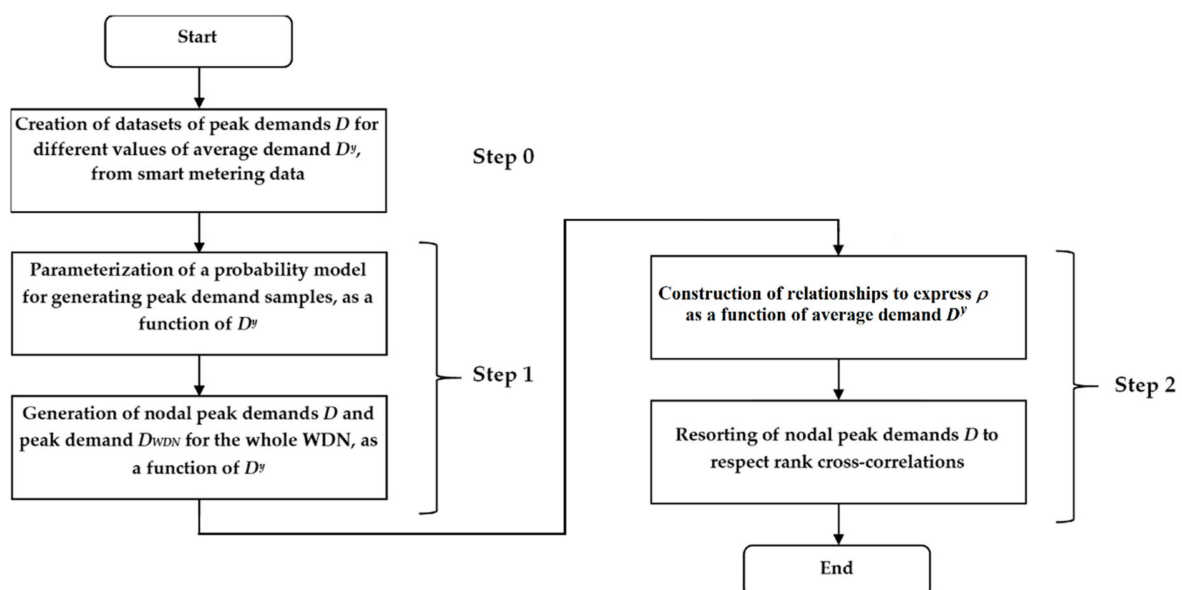 Start
Creation of datasets of peak demands D for
different values of average demand Dʸ,
from smart metering data
Step 0
Parameterization of a probability model
for generating peak demand samples, as a
function of Dʸ
Generation of nodal peak demands D and
peak demand D_WDN for the whole WDN, as
a function of Dʸ
Step 1
Construction of relationships to express ρ
as a function of average demand Dʸ
Resorting of nodal peak demands D to
respect rank cross-correlations
Step 2
End